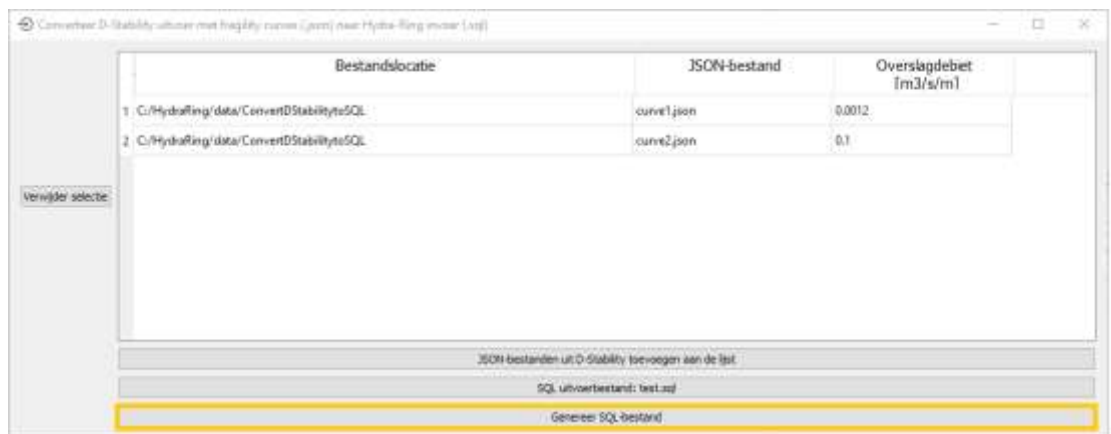 Converteer D-Stability uitvoer met fragility curves (.json) naar Hydra-Ring invoer (.sql)
Bestandslocatie JSON-bestand Overslagdebiet
[m3/s/m]
1 C:/HydraRing/data/ConvertDStabilitytoSQL curve1.json 0.0012
2 C:/HydraRing/data/ConvertDStabilitytoSQL curve2.json 0.1
Verwijder selectie
JSON-bestanden uit D-Stability toevoegen aan de lijst
SQL uitvoerbestand: test.sql
Genereer SQL-bestand